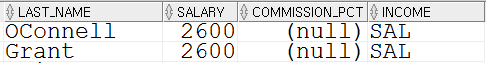 LAST_NAME SALARY COMMISSION_PCT INCOME
OConnell 2600 (null) SAL
Grant 2600 (null) SAL